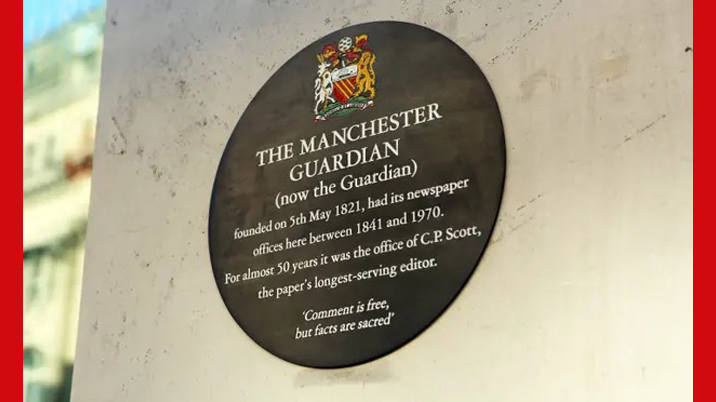 THE MANCHESTER
GUARDIAN
(now the Guardian)
founded on 5th May 1821, had its newspaper
offices here between 1841 and 1970.
For almost 50 years it was the office of C.P. Scott,
the paper's longest-serving editor.
'Comment is free,
but facts are sacred'